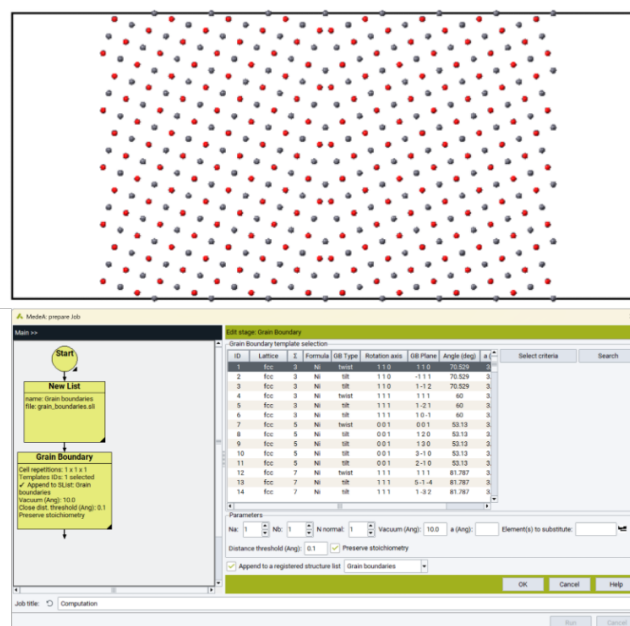 MedeA: prepare Job
Main >>
Start
New List
name: Grain boundaries
file: grain_boundaries.sli
Grain Boundary
Cell repetitions: 1 x 1 x 1
Templates IDs: 1 selected
✓ Append to SList: Grain
boundaries
Vacuum (Ang): 10.0
Close dist. threshold (Ang): 0.1
Preserve stoichiometry
Edit stage: Grain Boundary
Grain Boundary template selection
ID Lattice Σ Formula GB Type Rotation axis GB Plane Angle (deg) a (
1 fcc 3 Ni twist 1 1 0 1 1 0 70.529 3.
2 fcc 3 Ni tilt 1 1 0 -1 1 1 70.529 3.
3 fcc 3 Ni tilt 1 1 0 1 -1 2 70.529 3.
4 fcc 3 Ni twist 1 1 1 1 1 1 60 3.
5 fcc 3 Ni tilt 1 1 1 1 -2 1 60 3.
6 fcc 3 Ni tilt 1 1 1 1 0 -1 60 3.
7 fcc 5 Ni twist 0 0 1 0 0 1 53.13 3.
8 fcc 5 Ni tilt 0 0 1 1 2 0 53.13 3.
9 fcc 5 Ni tilt 0 0 1 1 3 0 53.13 3.
10 fcc 5 Ni tilt 0 0 1 3 -1 0 53.13 3.
11 fcc 5 Ni tilt 0 0 1 2 -1 0 53.13 3.
12 fcc 7 Ni twist 1 1 1 1 1 1 81.787 3.
13 fcc 7 Ni tilt 1 1 1 5 -1 -4 81.787 3.
14 fcc 7 Ni tilt 1 1 1 1 -3 2 81.787 3.
Select criteria Search
Parameters
Na: 1 Nb: 1 N normal: 1 Vacuum (Ang): 10.0 a (Ang): Element(s) to substitute:
Distance threshold (Ang): 0.1 ✓ Preserve stoichiometry
✓ Append to a registered structure list Grain boundaries
OK Cancel Help
Job title: Computation
Run Cancel